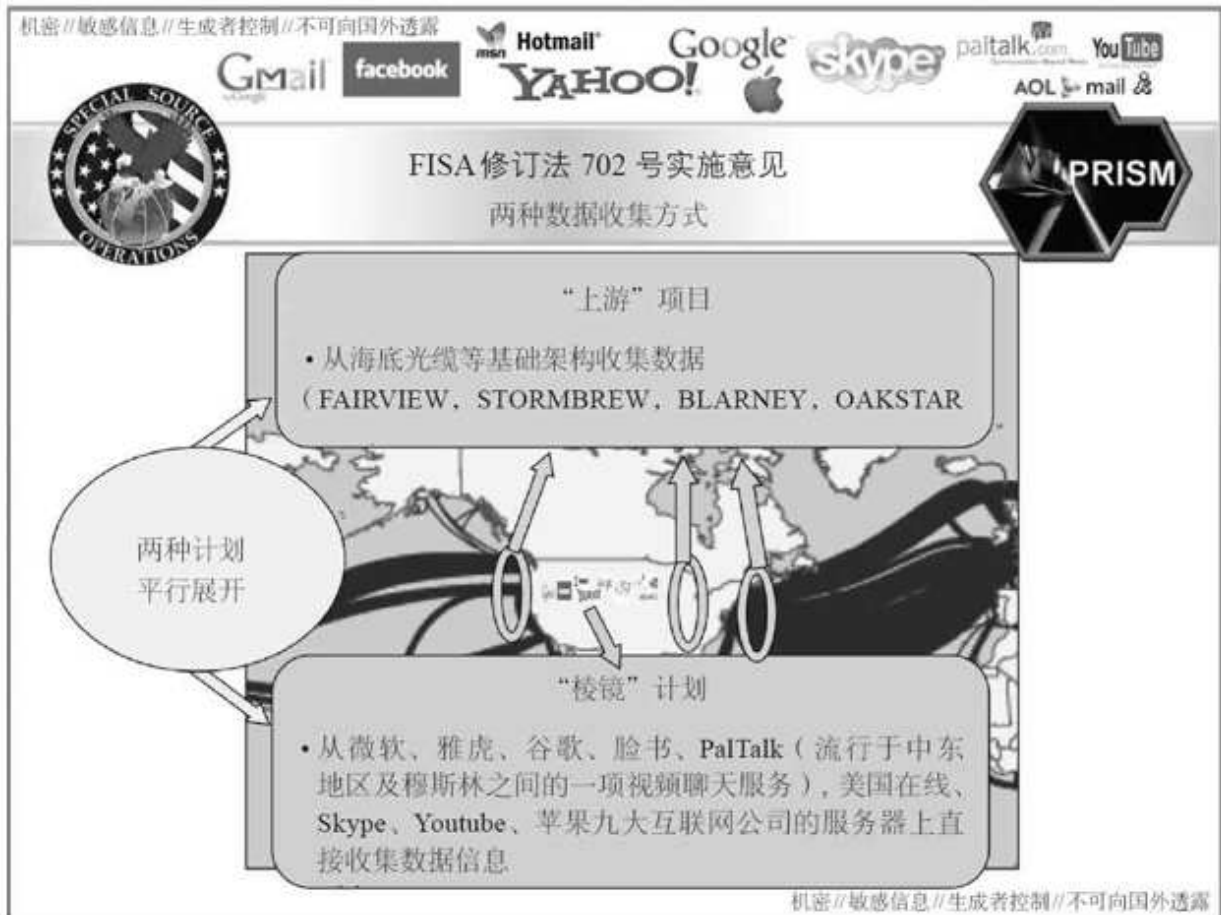 机密//敏感信息//生成者控制//不可向国外透露
Gmail
facebook
msn Hotmail
YAHOO!
Google
skype
paltalk.com
YouTube
AOL mail
SPECIAL SOURCE
OPERATIONS
FISA修订法 702 号实施意见
两种数据收集方式
PRISM
“上游”项目
•从海底光缆等基础架构收集数据
(FAIRVIEW, STORMBREW, BLARNEY, OAKSTAR
两种计划
平行展开
“棱镜”计划
•从微软、雅虎、谷歌、脸书、PalTalk(流行于中东
地区及穆斯林之间的一项视频聊天服务),美国在线、
Skype、Youtube、苹果九大互联网公司的服务器上直
接收集数据信息
机密//敏感信息//生成者控制//不可向国外透露